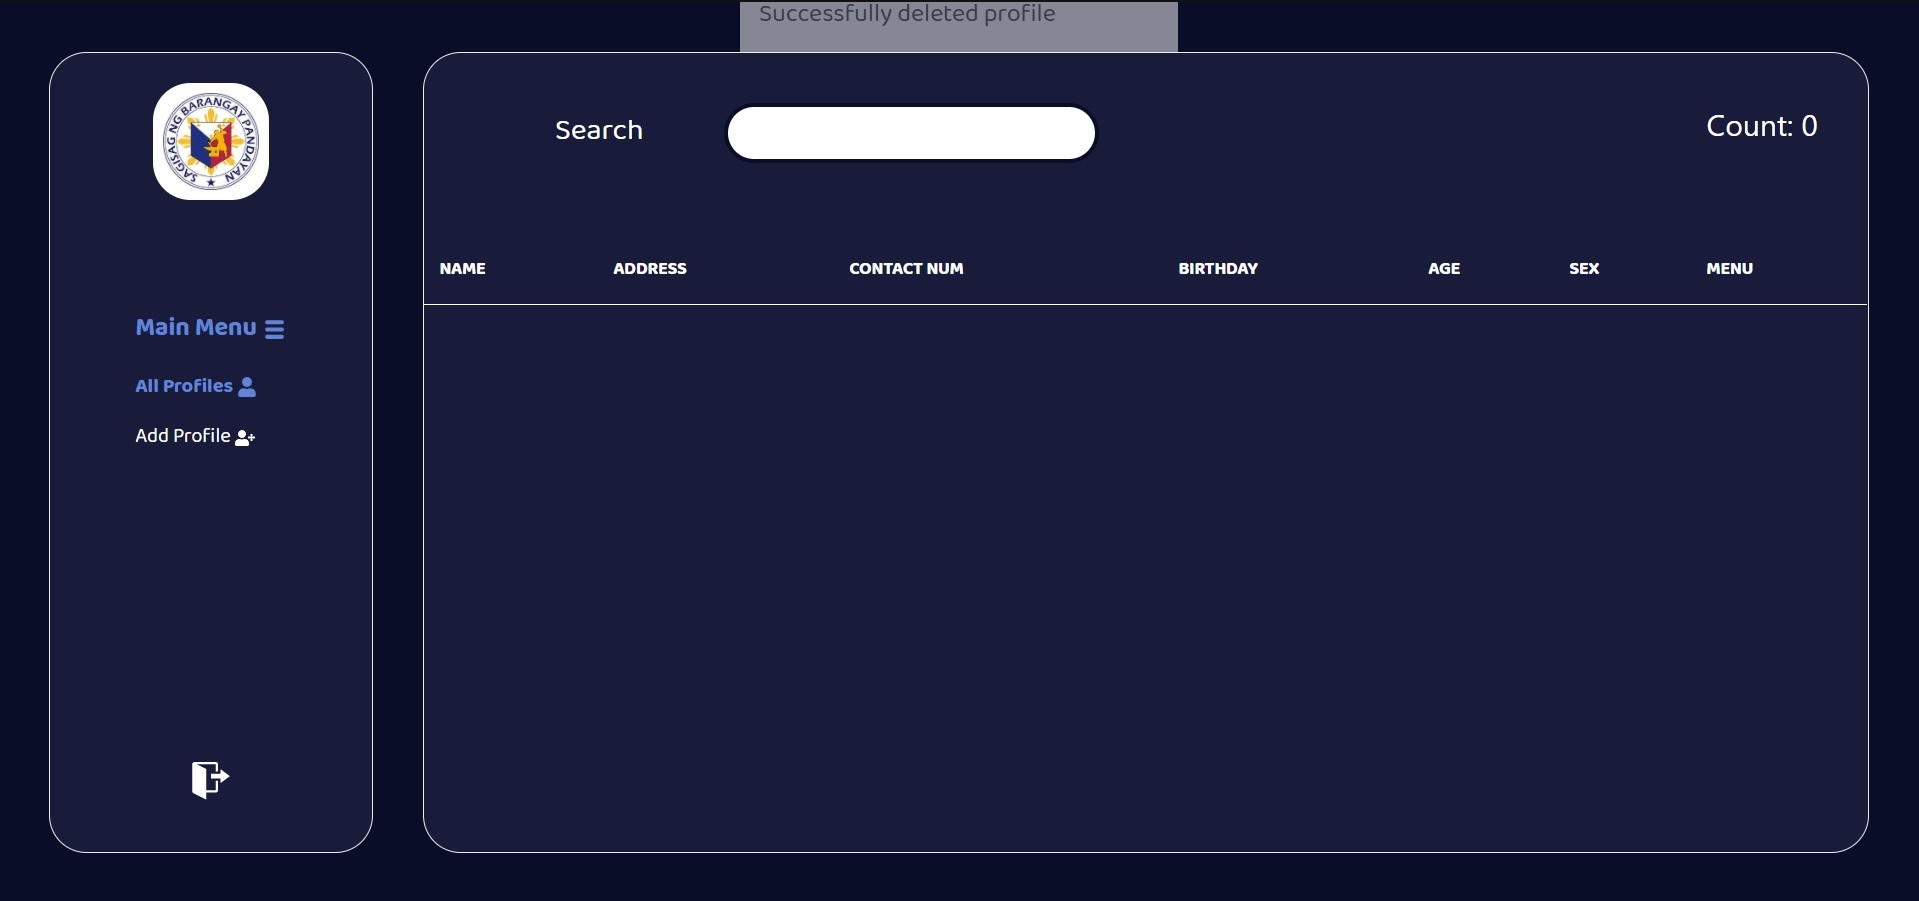 Successfully deleted profile
SAGISAG NG BARANGAY PANDAYAN
Main Menu
All Profiles
Add Profile
Search
Count: 0
NAME ADDRESS CONTACT NUM BIRTHDAY AGE SEX MENU